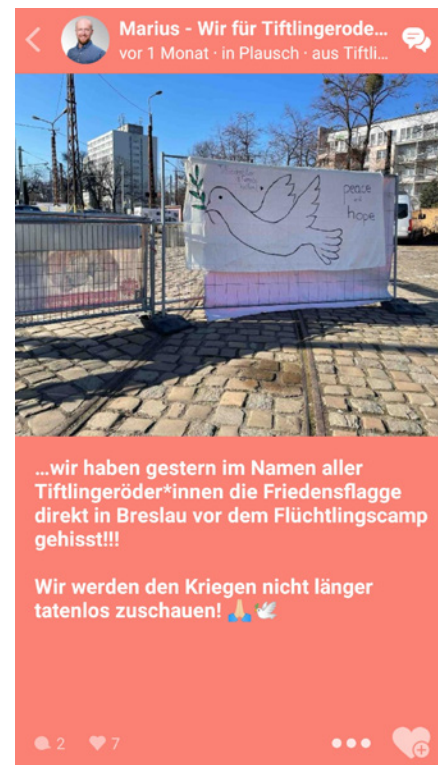 Marius - Wir für Tiftlingerode...
vor 1 Monat · in Plausch · aus Tiftli...
peace
hope
...wir haben gestern im Namen aller
Tiftlingeröder*innen die Friedensflagge
direkt in Breslau vor dem Flüchtlingscamp
gehisst!!!
Wir werden den Kriegen nicht länger
tatenlos zuschauen! 🙏🏼 🕊️
2
7